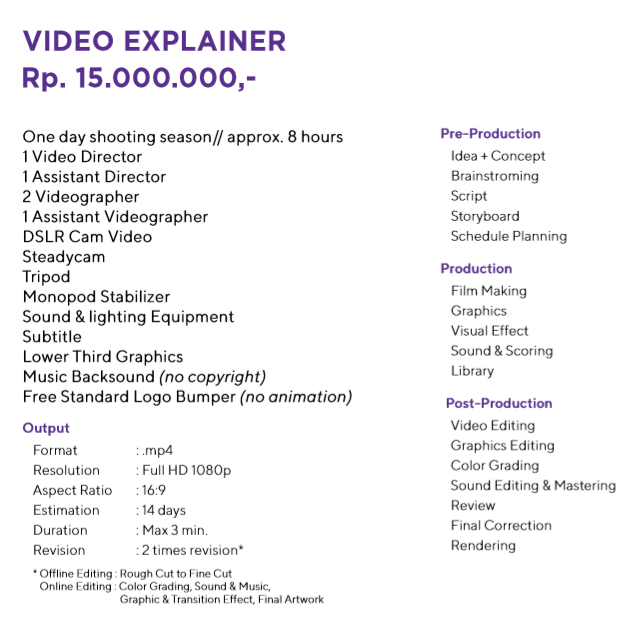 VIDEO EXPLAINER
Rp. 15.000.000,-
One day shooting season// approx. 8 hours
1 Video Director
1 Assistant Director
2 Videographer
1 Assistant Videographer
DSLR Cam Video
Steadycam
Tripod
Monopod Stabilizer
Sound & lighting Equipment
Subtitle
Lower Third Graphics
Music Backsound (no copyright)
Free Standard Logo Bumper (no animation)
Output
Format : .mp4
Resolution : Full HD 1080p
Aspect Ratio : 16:9
Estimation : 14 days
Duration : Max 3 min.
Revision : 2 times revision*
* Offline Editing : Rough Cut to Fine Cut
Online Editing : Color Grading, Sound & Music,
Graphic & Transition Effect, Final Artwork
Pre-Production
Idea + Concept
Brainstroming
Script
Storyboard
Schedule Planning
Production
Film Making
Graphics
Visual Effect
Sound & Scoring
Library
Post-Production
Video Editing
Graphics Editing
Color Grading
Sound Editing & Mastering
Review
Final Correction
Rendering